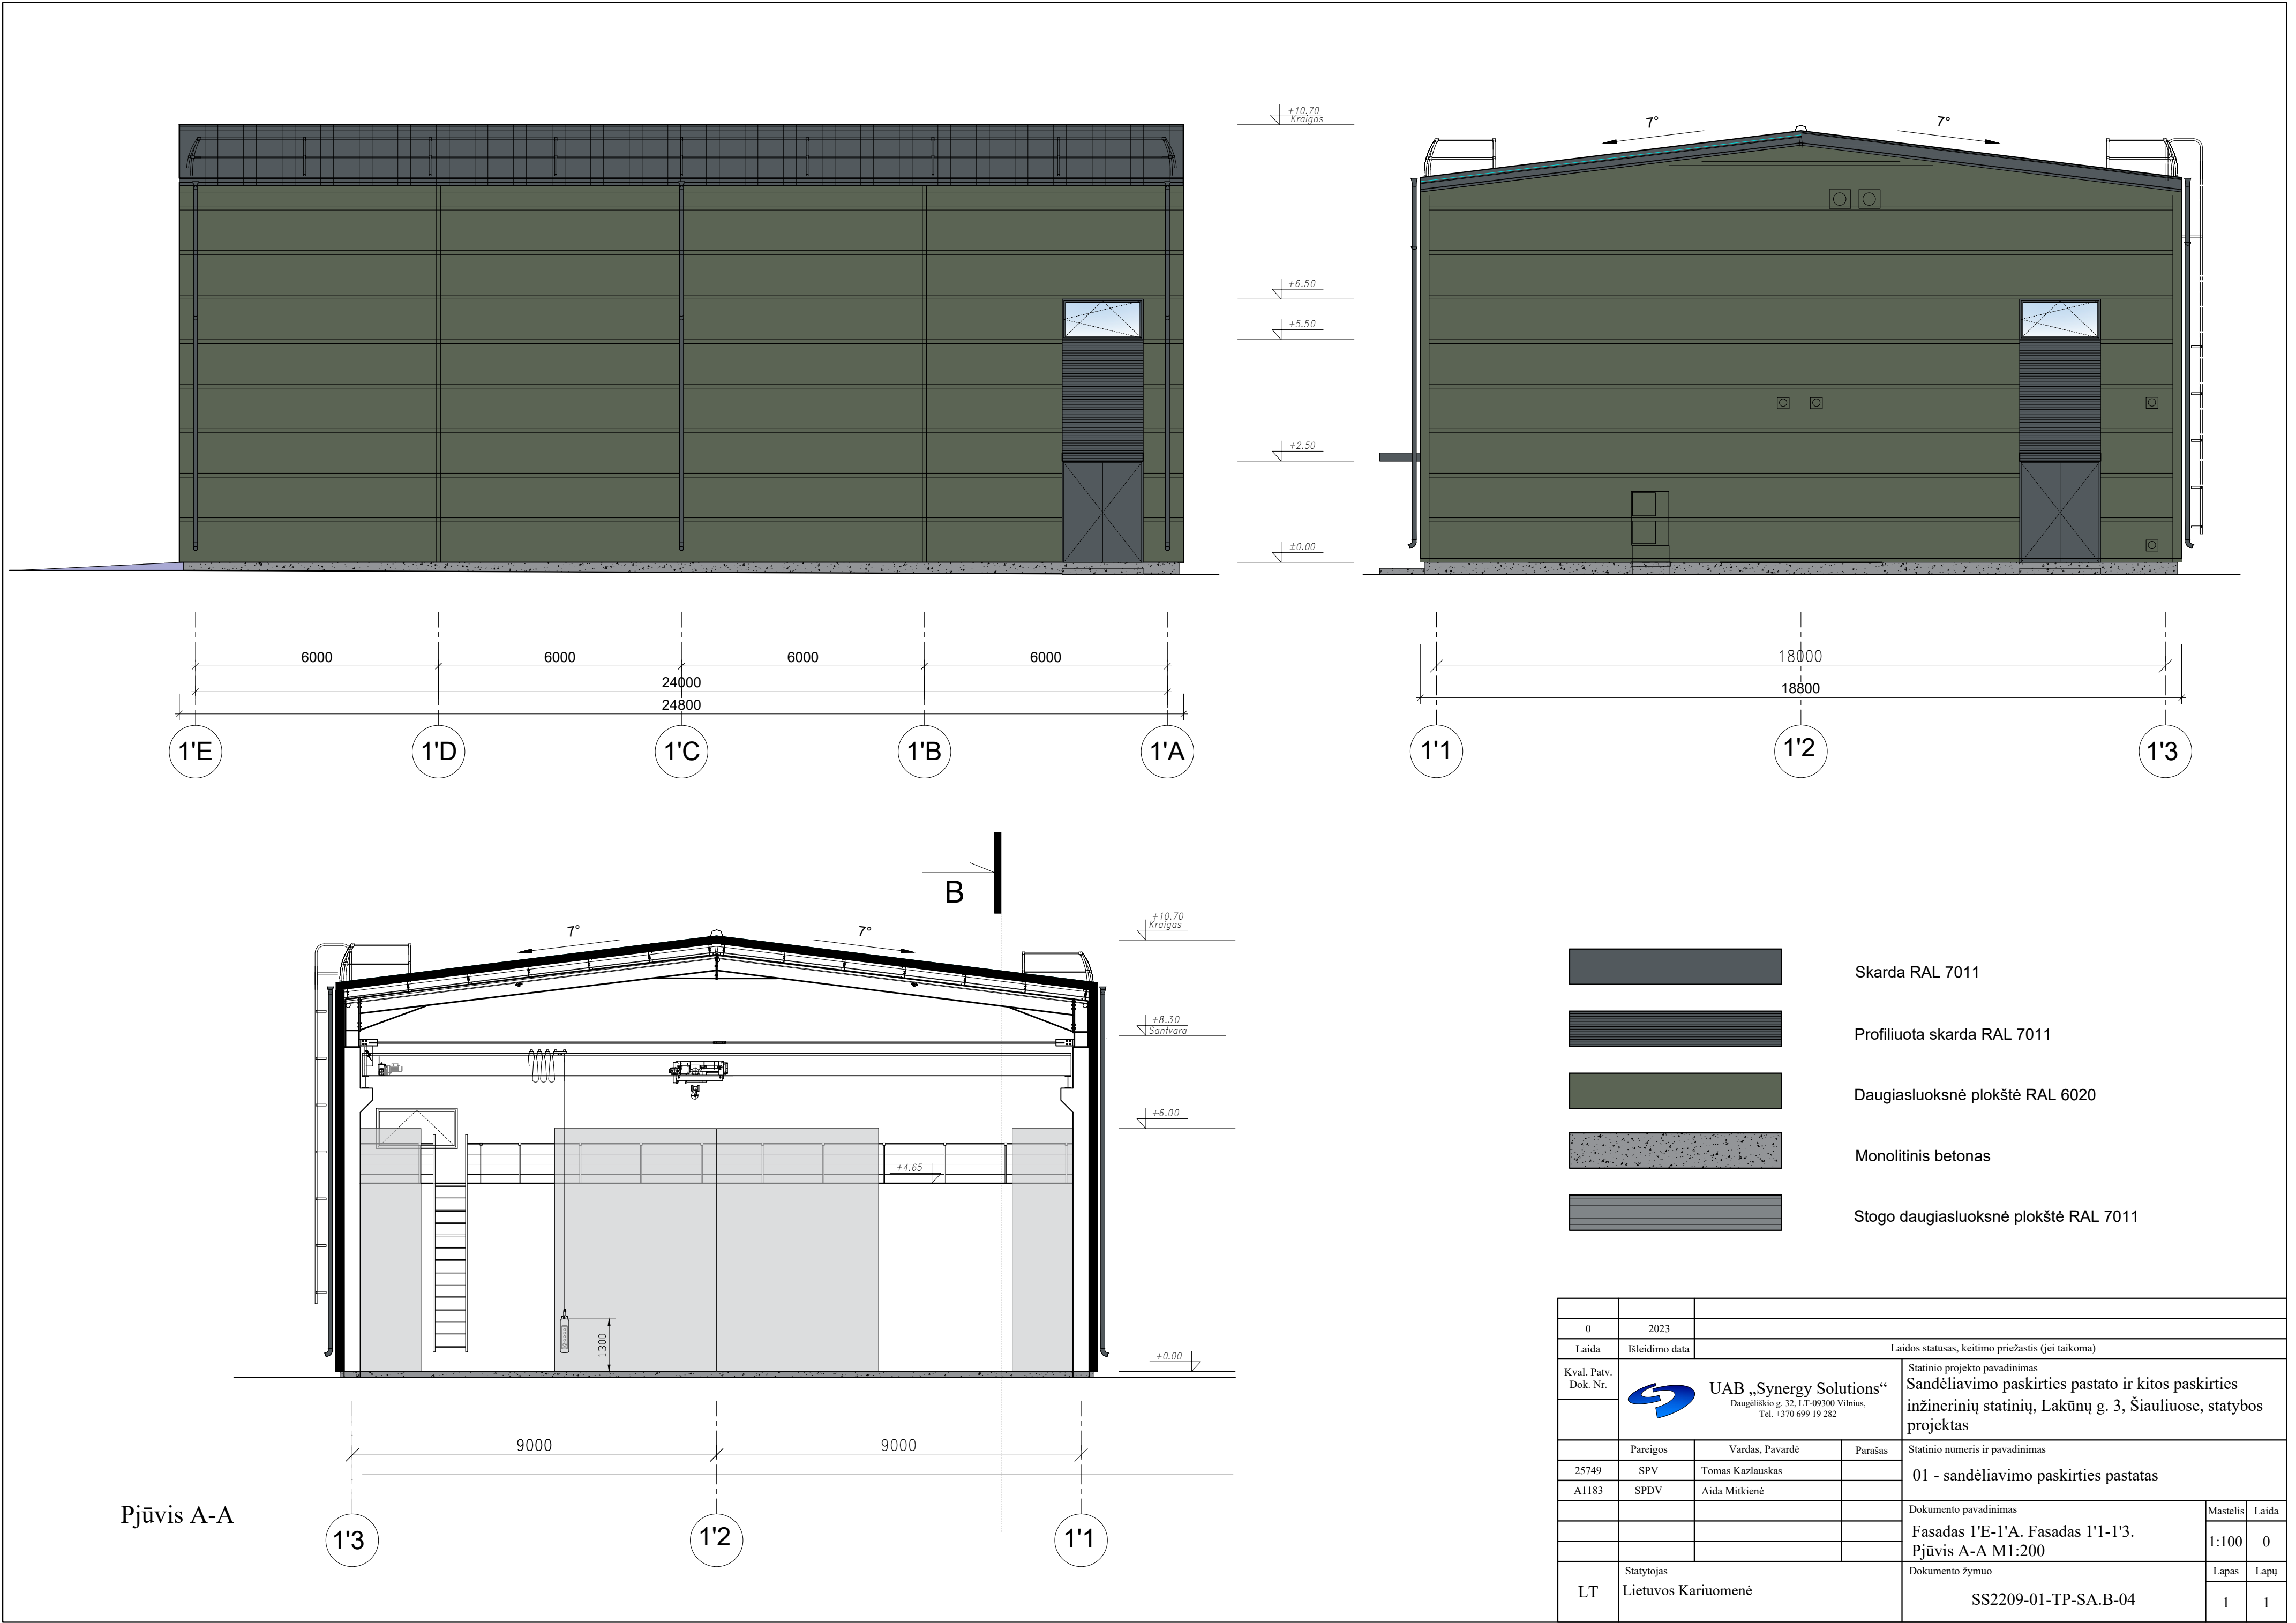 +10.70
Kraigas
+6.50
+5.50
+2.50
±0.00
7°
7°
6000
6000
6000
6000
24000
24800
1'E
1'D
1'C
1'B
1'A
18000
18800
1'1
1'2
1'3
B
7°
7°
+10.70
Kraigas
+8.30
Santvara
+6.00
+4.65
1300
+0.00
9000
9000
Pjūvis A-A
1'3
1'2
1'1
Skarda RAL 7011
Profiliuota skarda RAL 7011
Daugiasluoksnė plokštė RAL 6020
Monolitinis betonas
Stogo daugiasluoksnė plokštė RAL 7011
0
2023
Laida
Išleidimo data
Laidos statusas, keitimo priežastis (jei taikoma)
Kval. Patv.
Dok. Nr.
UAB „Synergy Solutions“
Daugėliškio g. 32, LT-09300 Vilnius,
Tel. +370 699 19 282
Statinio projekto pavadinimas
Sandėliavimo paskirties pastato ir kitos paskirties
inžinerinių statinių, Lakūnų g. 3, Šiauliuose, statybos
projektas
Pareigos
Vardas, Pavardė
Parašas
Statinio numeris ir pavadinimas
25749
SPV
Tomas Kazlauskas
01 - sandėliavimo paskirties pastatas
A1183
SPDV
Aida Mitkienė
Dokumento pavadinimas
Mastelis
Laida
Fasadas 1'E-1'A. Fasadas 1'1-1'3.
Pjūvis A-A M1:200
1:100
0
LT
Statytojas
Lietuvos Kariuomenė
Dokumento žymuo
Lapas
Lapų
SS2209-01-TP-SA.B-04
1
1